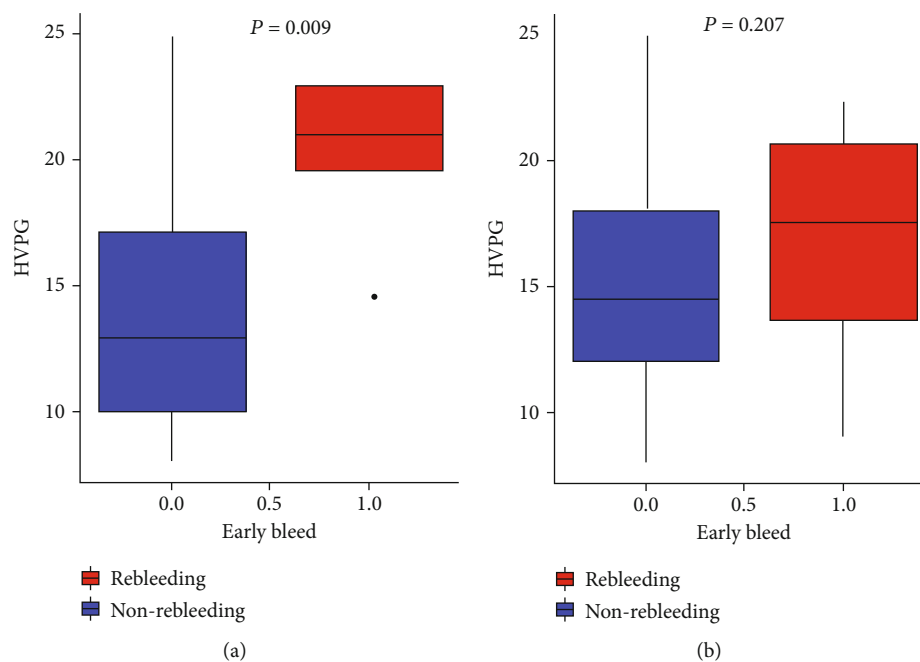 P = 0.009
25
20
15
10
HVPG
0.0 0.5 1.0
Early bleed
Rebleeding
Non-rebleeding
(a)
P = 0.207
25
20
15
10
HVPG
0.0 0.5 1.0
Early bleed
Rebleeding
Non-rebleeding
(b)